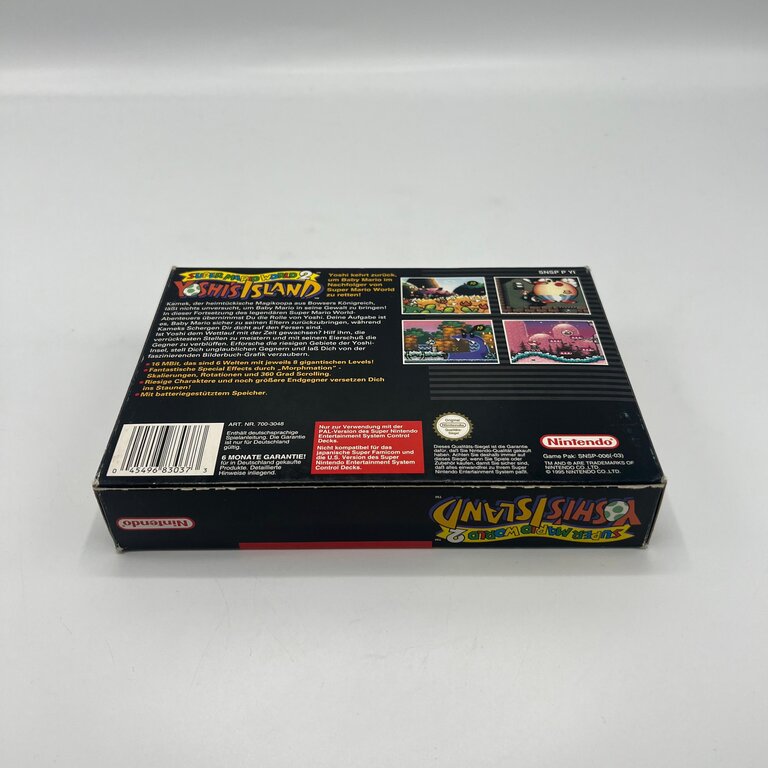 SUPER MARIO WORLD 2
YOSHI'S ISLAND™
Yoshi kehrt zurück,
um Baby Mario im
Nachfolger von
Super Mario World
zu retten!
SNSP P YI
Kamek, der heimtückische Magikoopa aus Bowsers Königreich,
läßt nichts unversucht, um Baby Mario in seine Gewalt zu bringen!
In dieser Fortsetzung des legendären Super Mario World-
Abenteuers übernimmst Du die Rolle von Yoshi. Deine Aufgabe ist
es, Baby Mario sicher zu seinen Eltern zurückzubringen, während
Kameks Schergen Dir dicht auf den Fersen sind.
Ist Yoshi dem Wettlauf mit der Zeit gewachsen? Hilf ihm, die
verrücktesten Stellen zu meistern und mit seinem Eierschuß die
Gegner zu verblüffen. Erforsche die riesigen Gebiete der Yoshi-
Insel, stell Dich unglaublichen Gegnern und laß Dich von der
faszinierenden Bilderbuch-Grafik verzaubern.
• 16 MBit, das sind 6 Welten mit jeweils 8 gigantischen Levels!
• Fantastische Special Effects durch „Morphmation" -
Skalierungen, Rotationen und 360 Grad Scrolling.
• Riesige Charaktere und noch größere Endgegner versetzen Dich
ins Staunen!
• Mit batteriegestütztem Speicher.
ART. NR. 700-3048
Enthält deutschsprachige
Spielanleitung. Die Garantie
ist nur für Deutschland
gültig.
6 MONATE GARANTIE!
für in Deutschland gekaufte
Produkte. Detaillierte
Hinweise inliegend.
0 45496 83037 3
Nur zur Verwendung mit der
PAL-Version des Super Nintendo
Entertainment System Control
Decks.
Nicht kompatibel für das
japanische Super Famicom und
die U.S. Version des Super
Nintendo Entertainment System
Control Decks.
Original
Nintendo
Qualitäts-
Siegel
Dieses Qualitäts-Siegel ist die Garantie
dafür, daß Sie Nintendo-Qualität gekauft
haben. Achten Sie deshalb immer auf
dieses Siegel, wenn Sie Spiele oder
Zubehör kaufen, damit Sie sicher sind,
daß alles einwandfrei zu Ihrem Super
Nintendo Entertainment System paßt.
Nintendo®
Game Pak: SNSP-006(-03)
TM AND ® ARE TRADEMARKS OF
NINTENDO CO.,LTD.
© 1995 NINTENDO CO.,LTD.
Nintendo
SUPER MARIO WORLD 2
YOSHI'S ISLAND™